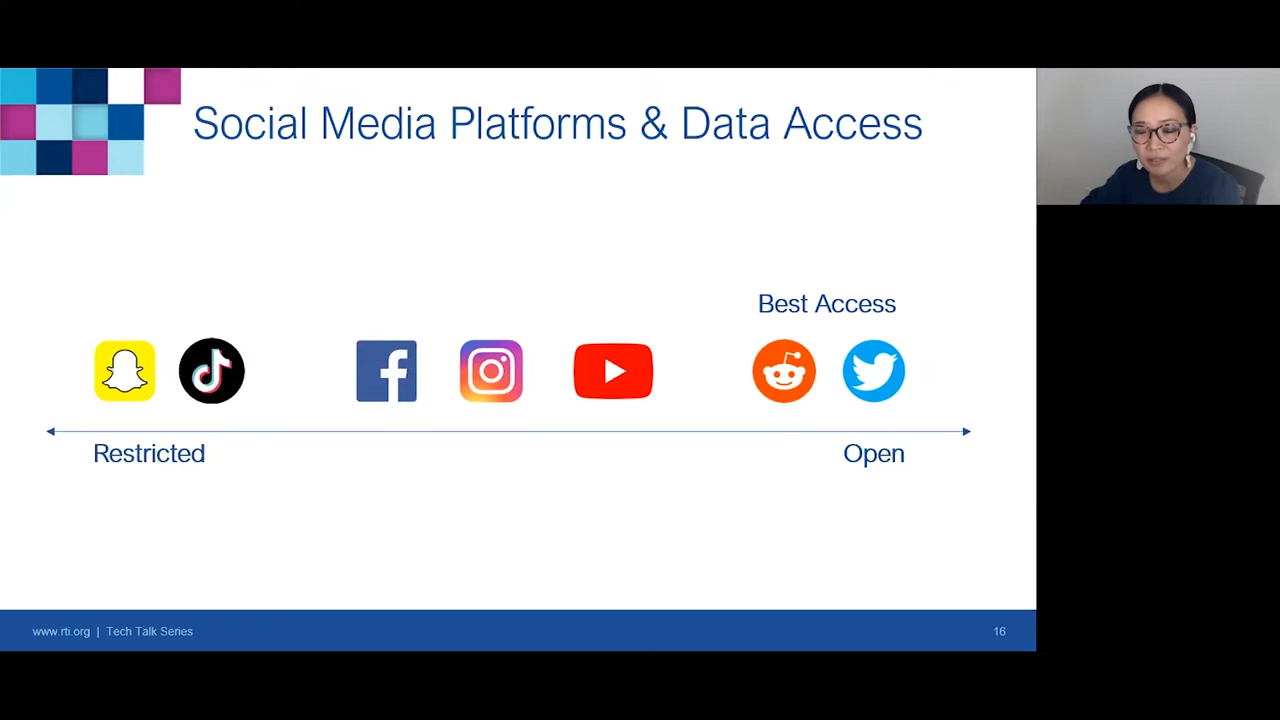 Social Media Platforms & Data Access
Best Access
Restricted
Open
www.rti.org | Tech Talk Series
16